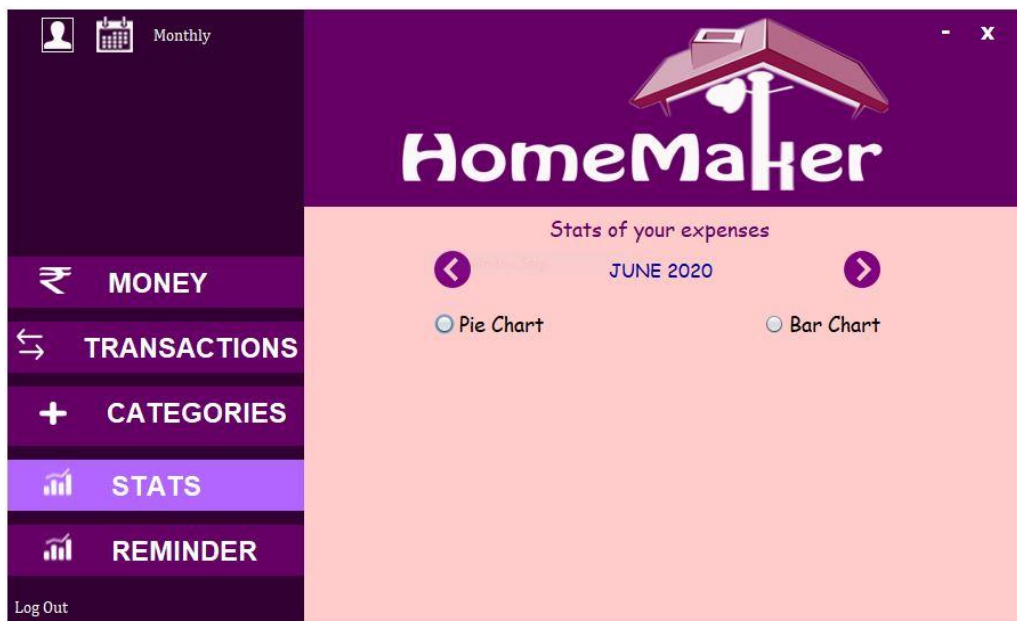 Monthly
- x
HomeMaker
Stats of your expenses
JUNE 2020
Pie Chart
Bar Chart
₹ MONEY
TRANSACTIONS
+ CATEGORIES
STATS
REMINDER
Log Out